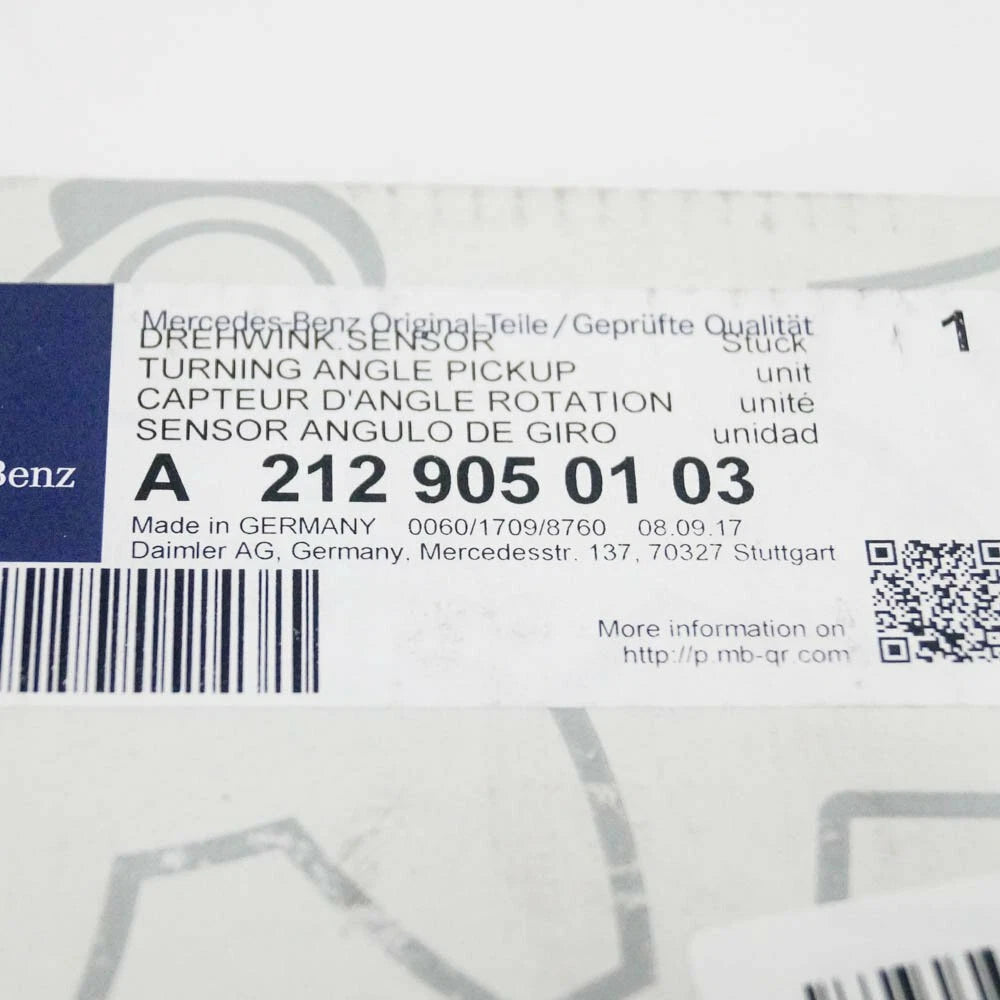 Mercedes-Benz Original-Teile / Geprüfte Qualität
DREHWINK.SENSOR Stück 1
TURNING ANGLE PICKUP unit
CAPTEUR D'ANGLE ROTATION unité
SENSOR ANGULO DE GIRO unidad
Benz
A 212 905 01 03
Made in GERMANY 0060/1709/8760 08.09.17
Daimler AG, Germany, Mercedesstr. 137, 70327 Stuttgart
More information on
http://p.mb-qr.com